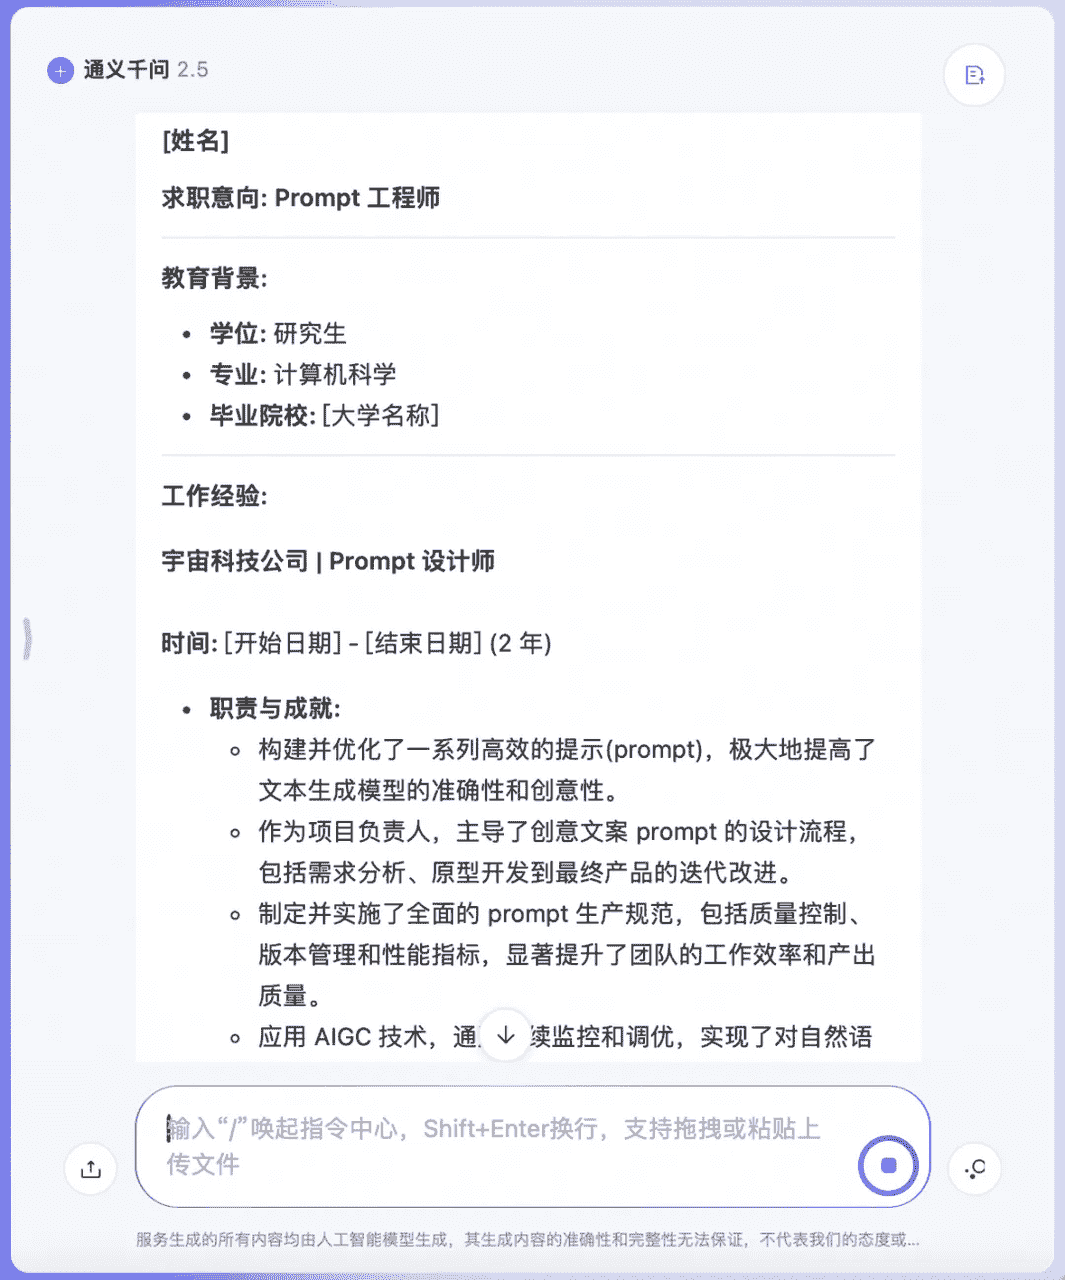 通义千问 2.5
[姓名]
求职意向: Prompt 工程师
教育背景:
• 学位: 研究生
• 专业: 计算机科学
• 毕业院校: [大学名称]
工作经验:
宇宙科技公司 | Prompt 设计师
时间: [开始日期] - [结束日期] (2 年)
• 职责与成就:
构建并优化了一系列高效的提示(prompt)，极大地提高了
文本生成模型的准确性和创意性。
作为项目负责人，主导了创意文案 prompt 的设计流程，
包括需求分析、原型开发到最终产品的迭代改进。
制定并实施了全面的 prompt 生产规范，包括质量控制、
版本管理和性能指标，显著提升了团队的工作效率和产出
质量。
应用 AIGC 技术，通 续监控和调优，实现了对自然语
输入“/”唤起指令中心，Shift+Enter换行，支持拖拽或粘贴上
传文件
服务生成的所有内容均由人工智能模型生成，其生成内容的准确性和完整性无法保证，不代表我们的态度或...